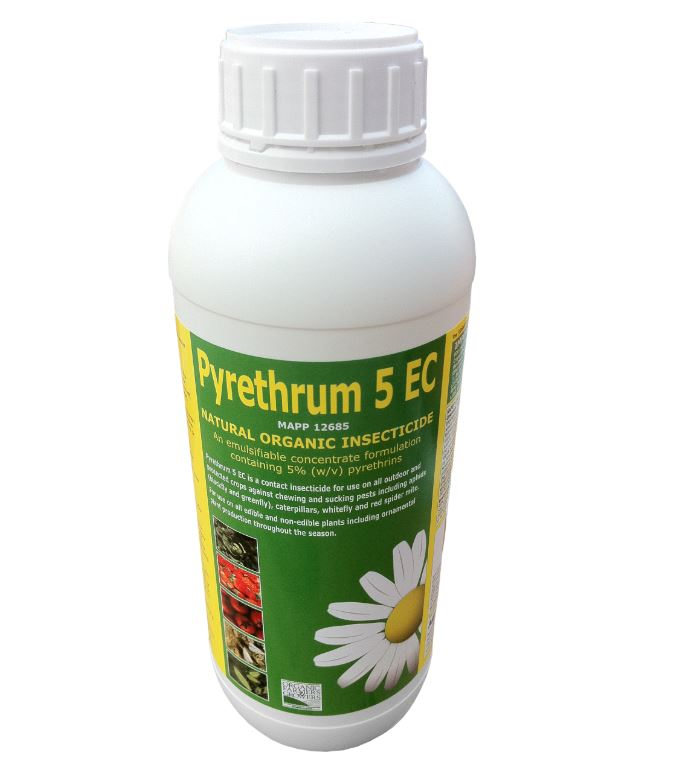 Pyrethrum 5 EC
MAPP 12685
NATURAL ORGANIC INSECTICIDE
An emulsifiable concentrate formulation
containing 5% (w/v) pyrethrins
Pyrethrum 5 EC is a contact insecticide for use on all outdoor and
protected crops against chewing and sucking pests including aphids
(blackfly and greenfly), caterpillars, whitefly and red spider mite.
For use on all edible and non-edible plants including ornamental
plant production throughout the season.
ORGANIC
FARMERS
GROWERS